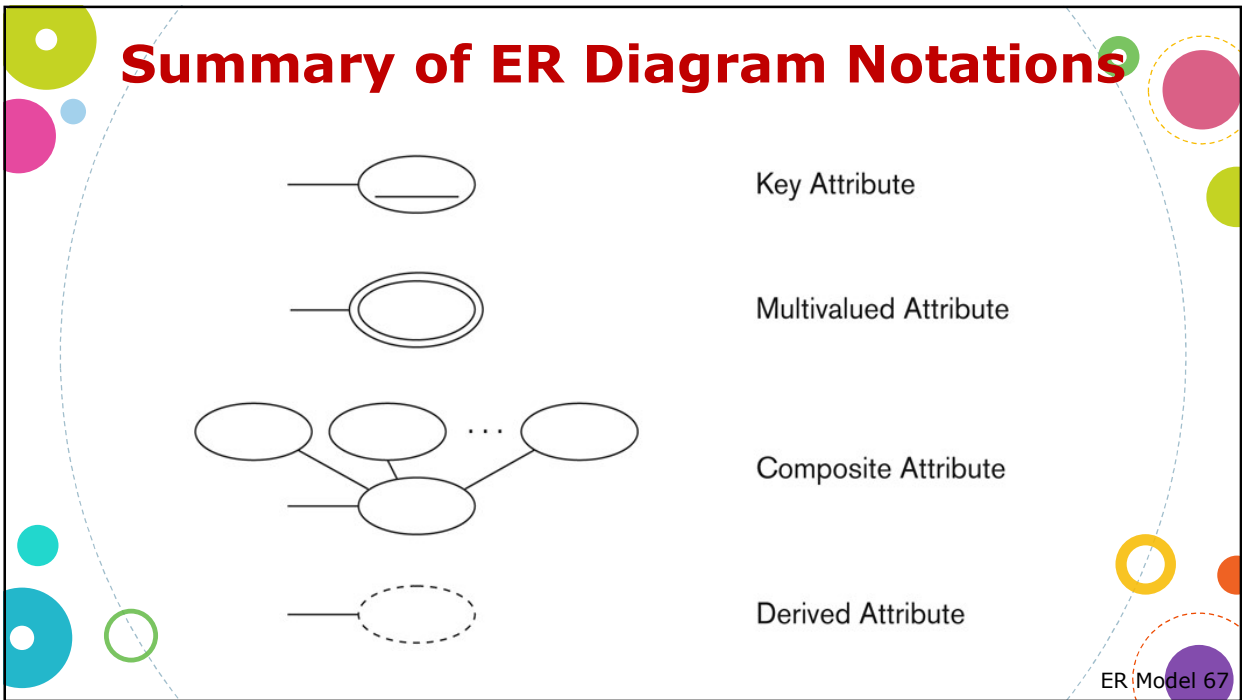 Summary of ER Diagram Notations
Key Attribute
Multivalued Attribute
. . .
Composite Attribute
Derived Attribute
ER Model 67